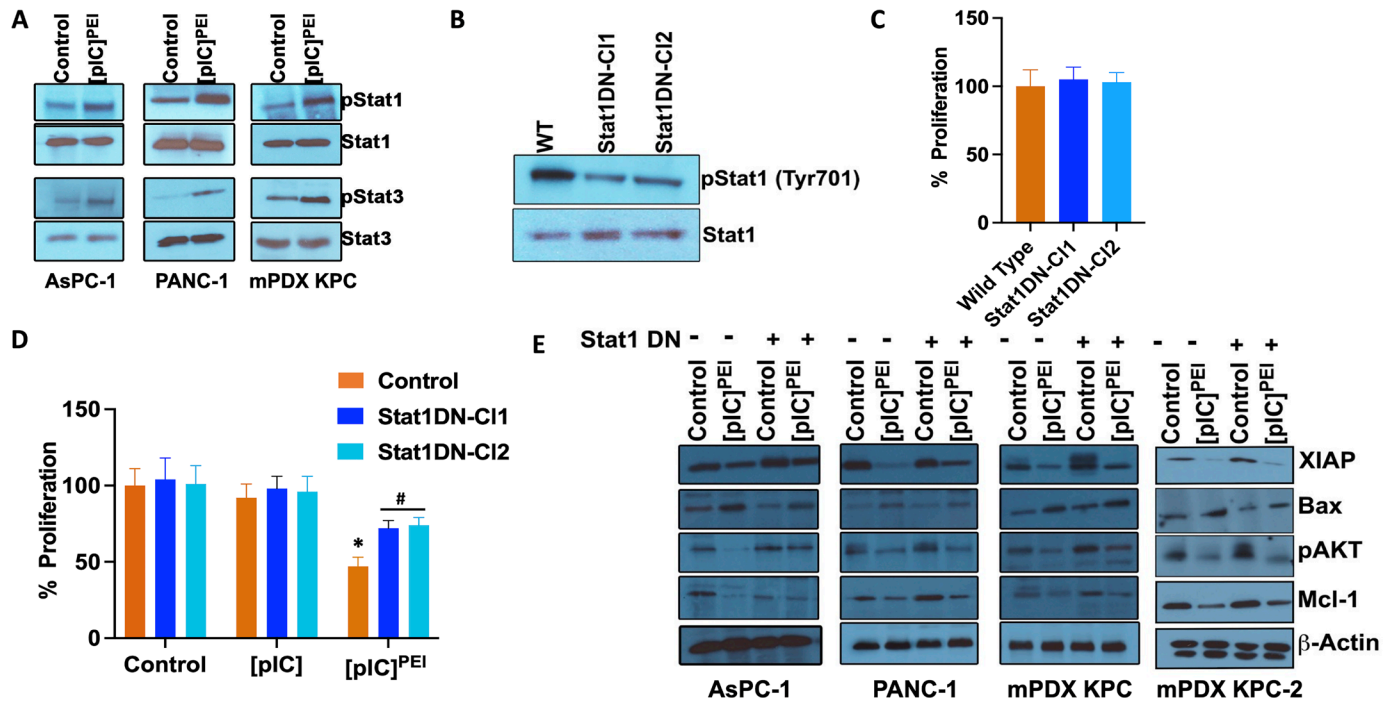 A
Control
[pIC]PEI
Control
[pIC]PEI
Control
[pIC]PEI
pStat1
Stat1
pStat3
Stat3
AsPC-1 PANC-1 mPDX KPC
B
WT
Stat1DN-Cl1
Stat1DN-Cl2
pStat1 (Tyr701)
Stat1
C
% Proliferation
150
100
50
0
Wild Type
Stat1DN-Cl1
Stat1DN-Cl2
D
Control
Stat1DN-Cl1
Stat1DN-Cl2
% Proliferation
150
100
50
0
*
#
Control [pIC] [pIC]PEI
E
Stat1 DN - - + + - - + + - - + + - - + +
Control
[pIC]PEI
Control
[pIC]PEI
Control
[pIC]PEI
Control
[pIC]PEI
Control
[pIC]PEI
Control
[pIC]PEI
Control
[pIC]PEI
Control
[pIC]PEI
XIAP
Bax
pAKT
Mcl-1
β-Actin
AsPC-1 PANC-1 mPDX KPC mPDX KPC-2